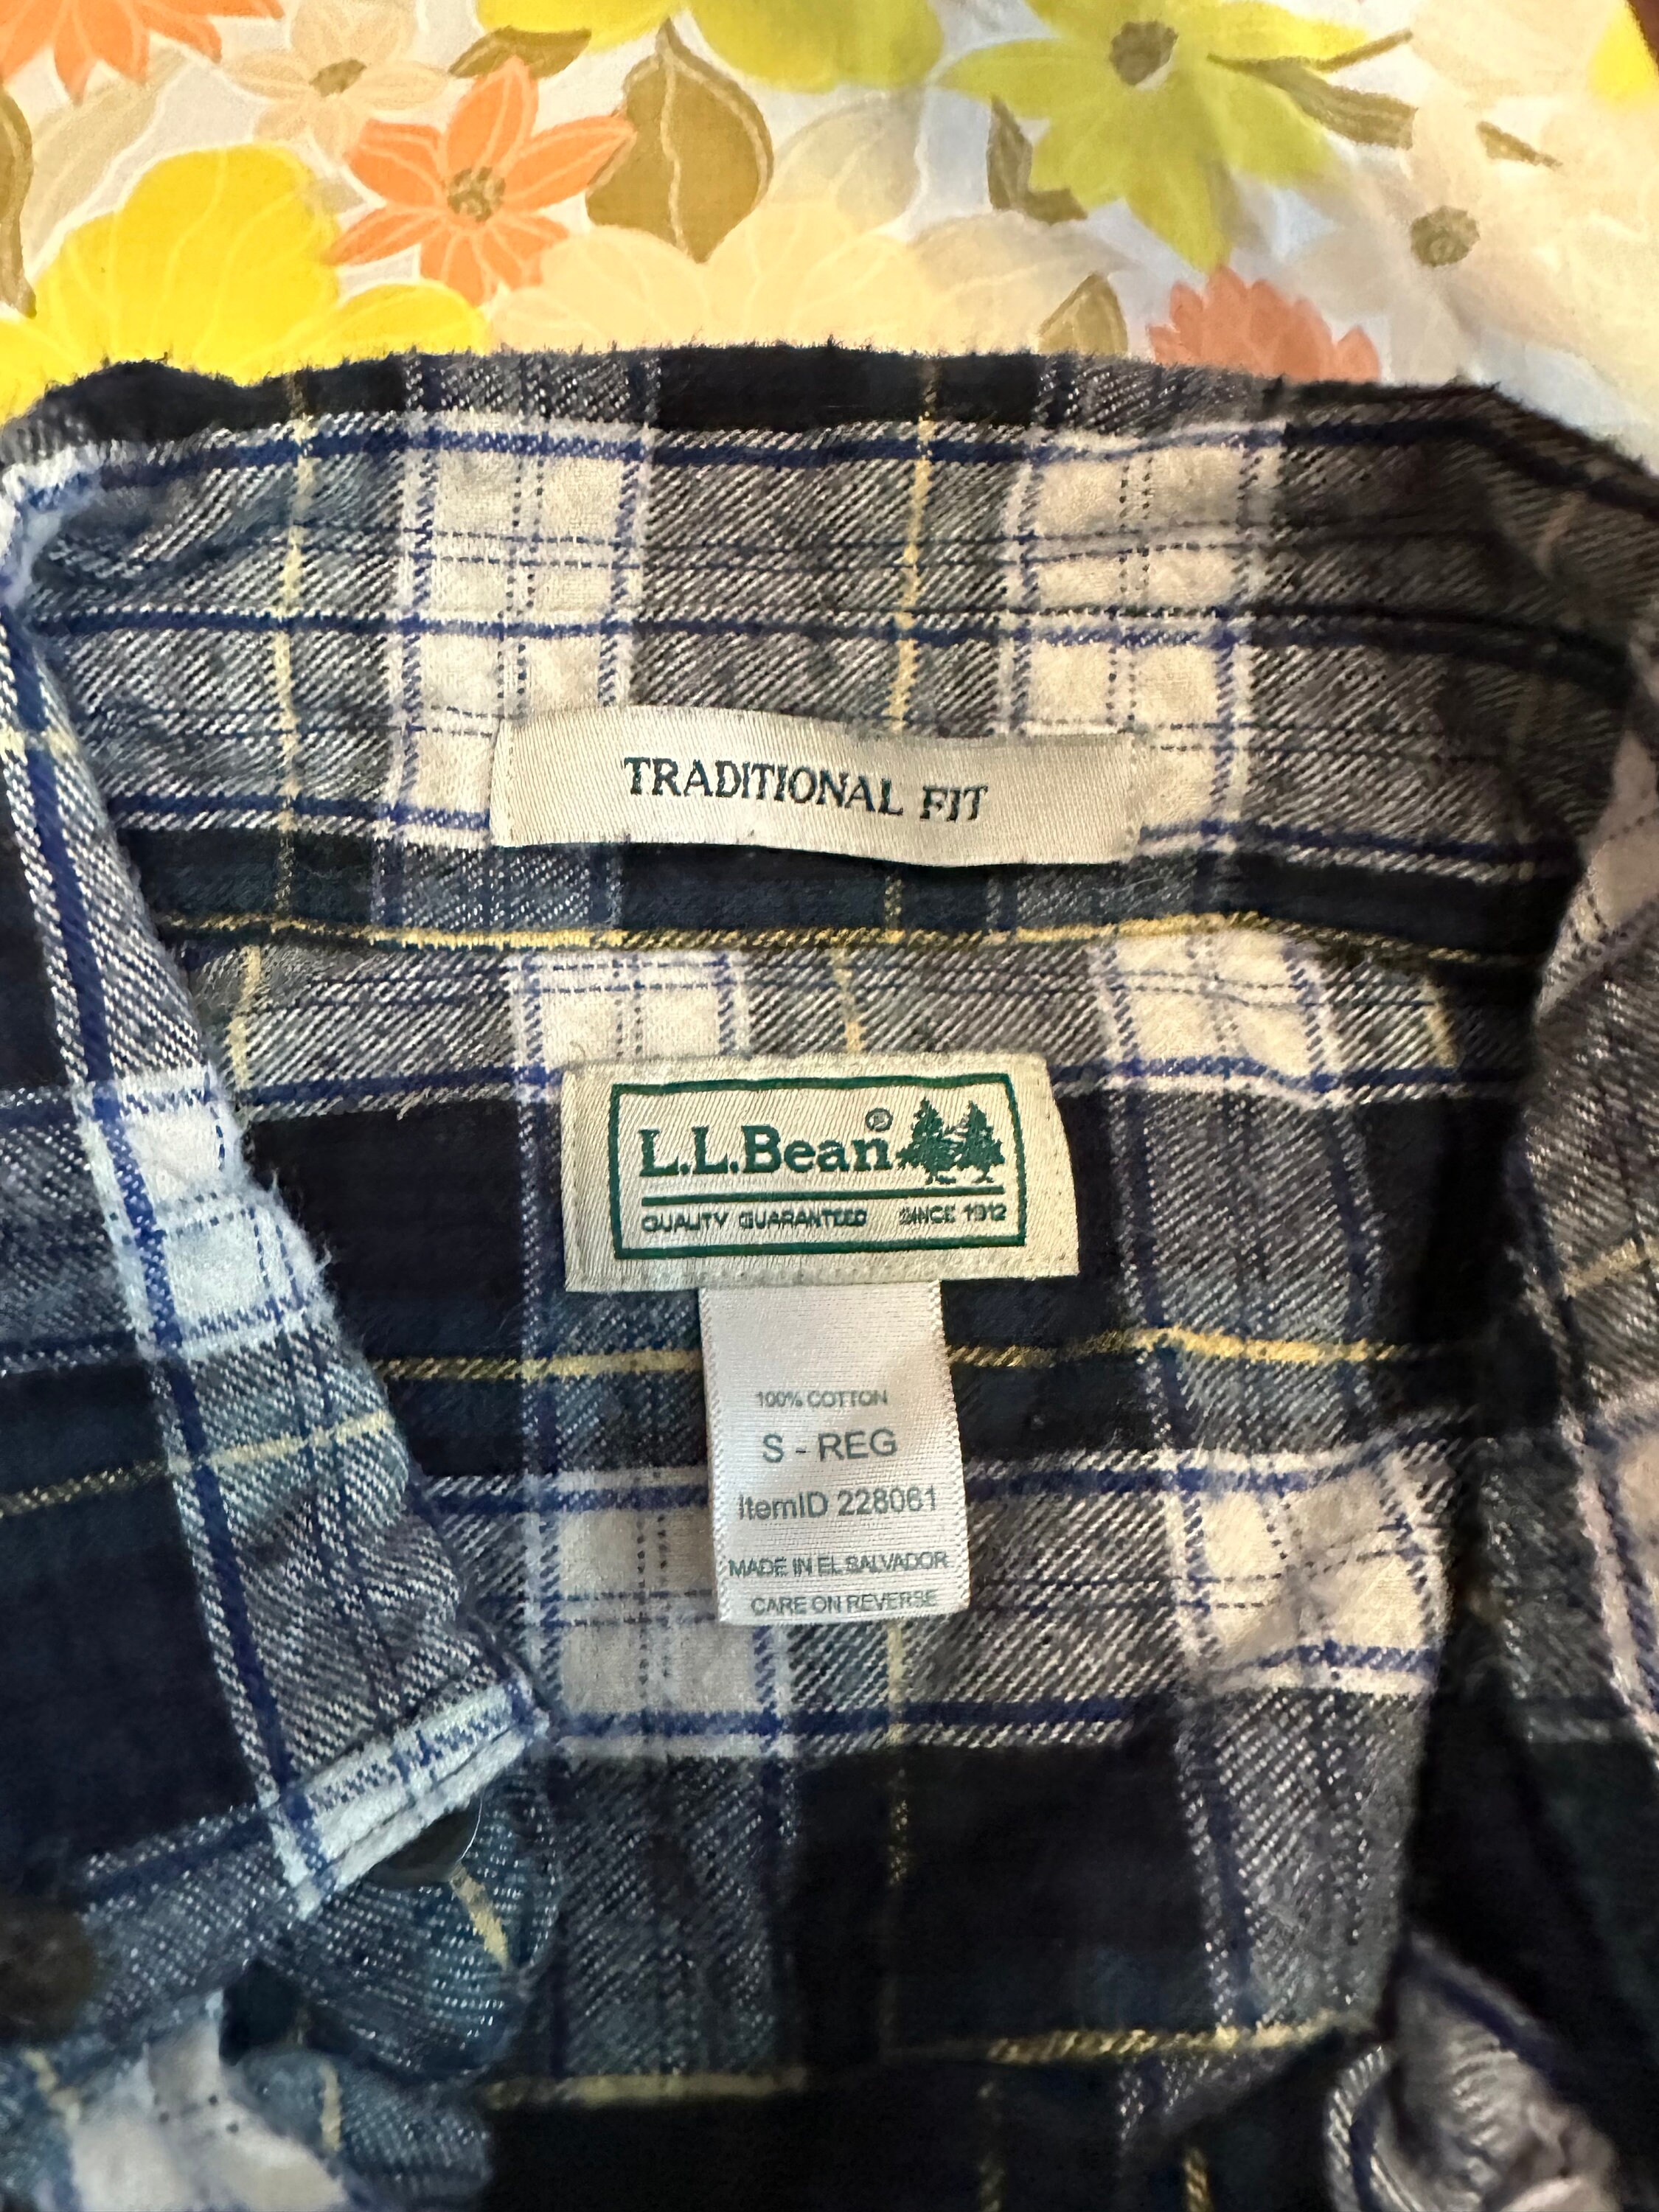 TRADITIONAL FIT
L.L.Bean®
QUALITY GUARANTEED SINCE 1912
100% COTTON
S - REG
ItemID 228061
MADE IN EL SALVADOR
CARE ON REVERSE